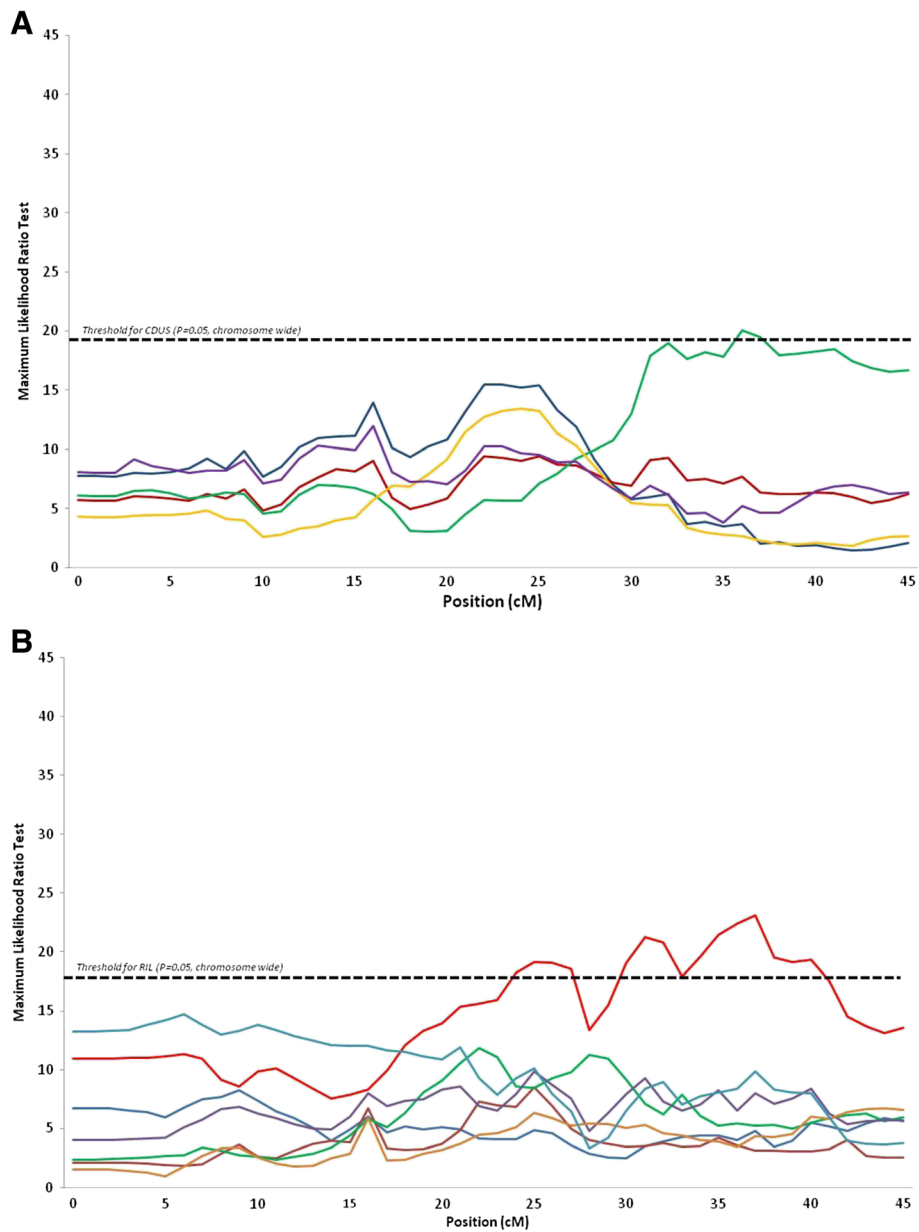 A
45
40
35
30
25
20
15
10
5
0
Maximum Likelihood Ratio Test
Threshold for CDUS (P=0.05, chromosome wide)
0 5 10 15 20 25 30 35 40 45
Position (cM)
B
45
40
35
30
25
20
15
10
5
0
Maximum Likelihood Ratio Test
Threshold for RIL (P=0.05, chromosome wide)
0 5 10 15 20 25 30 35 40 45
Position (cM)